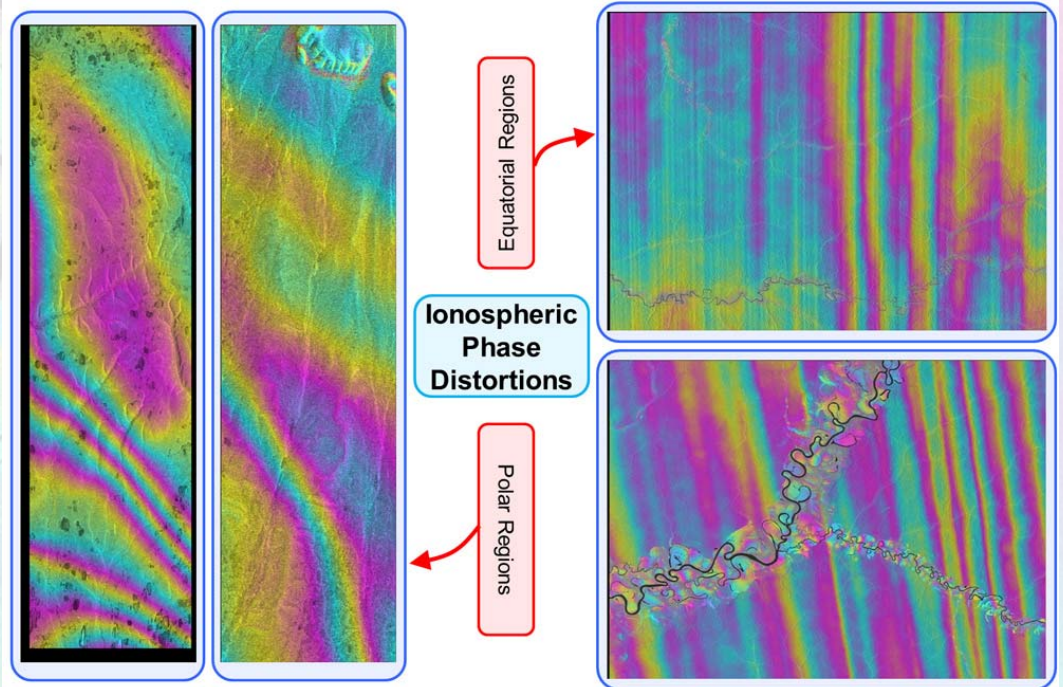 Equatorial Regions
Ionospheric
Phase
Distortions
Polar Regions